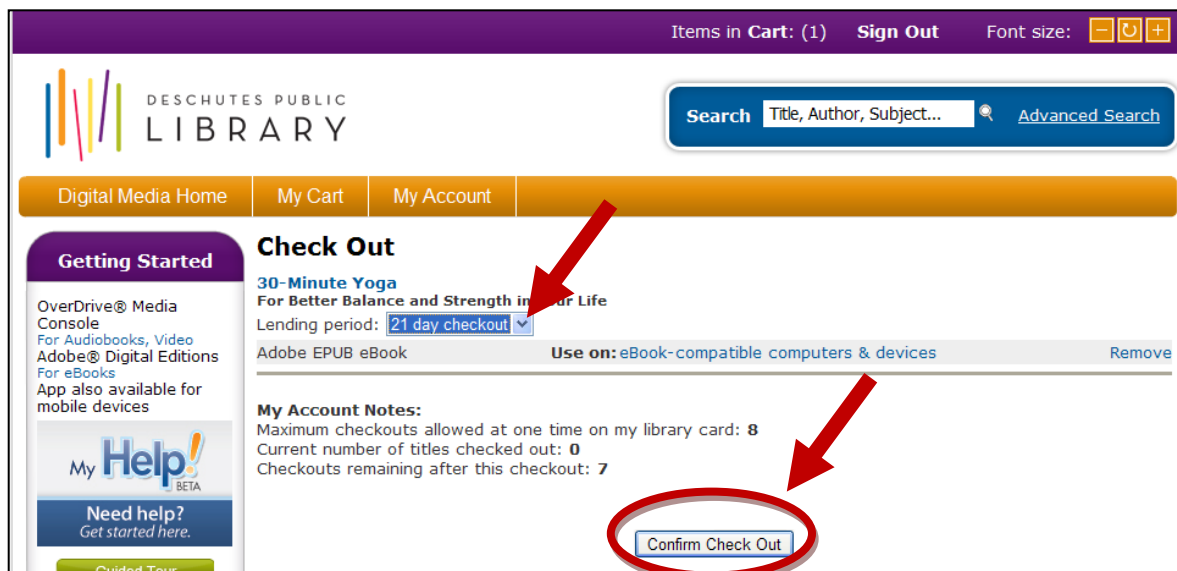 Items in Cart: (1) Sign Out Font size: − ↻ +
DESCHUTES PUBLIC
LIBRARY
Search Title, Author, Subject... Advanced Search
Digital Media Home My Cart My Account
Getting Started
OverDrive® Media
Console
For Audiobooks, Video
Adobe® Digital Editions
For eBooks
App also available for
mobile devices
My Help!
BETA
Need help?
Get started here.
Guided Tour
Check Out
30-Minute Yoga
For Better Balance and Strength in Life
Lending period: 21 day checkout
Adobe EPUB eBook Use on: eBook-compatible computers & devices Remove
My Account Notes:
Maximum checkouts allowed at one time on my library card: 8
Current number of titles checked out: 0
Checkouts remaining after this checkout: 7
Confirm Check Out